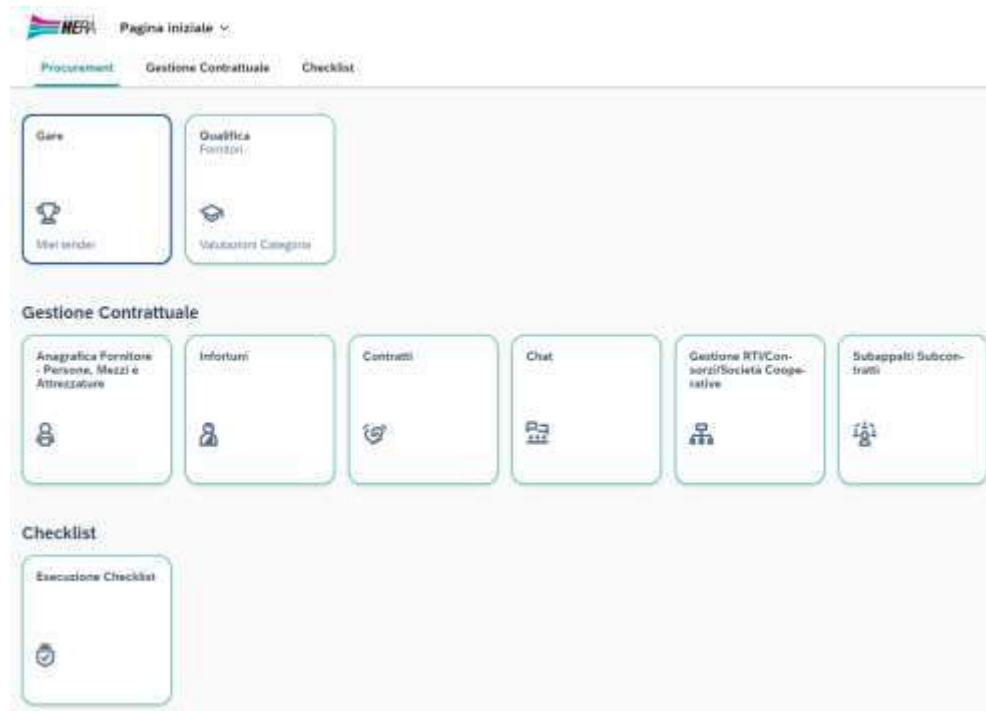 HERA Pagina iniziale
Procurement Gestione Contrattuale Checklist
Gare
Qualifica
Fornitori
Miei tender
Valutazioni Categoria
Gestione Contrattuale
Anagrafica Fornitore
- Persone, Mezzi e
Attrezzature
Infortuni
Contratti
Chat
Gestione RTI/Con-
sorzi/Società Coope-
rative
Subappalti Subcon-
tratti
Checklist
Esecuzione Checklist